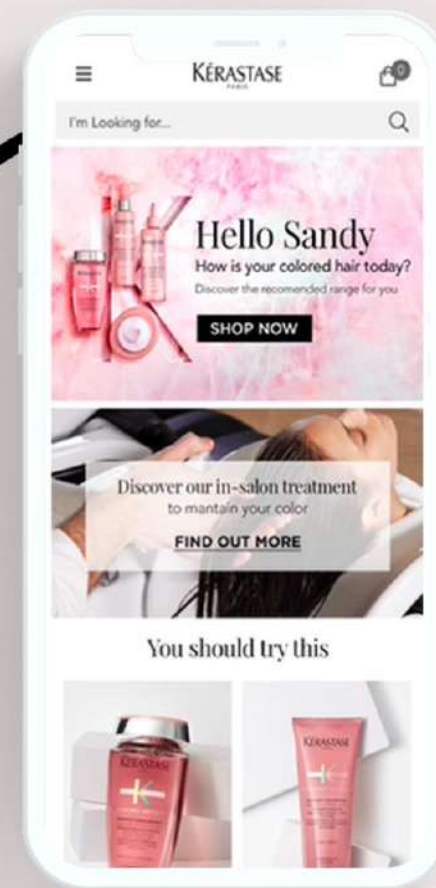 KÉRASTASE
PARIS
0
I'm Looking for...
Hello Sandy
How is your colored hair today?
Discover the recomended range for you
SHOP NOW
Discover our in-salon treatment
to mantain your color
FIND OUT MORE
You should try this
KÉRASTASE
KÉRASTASE